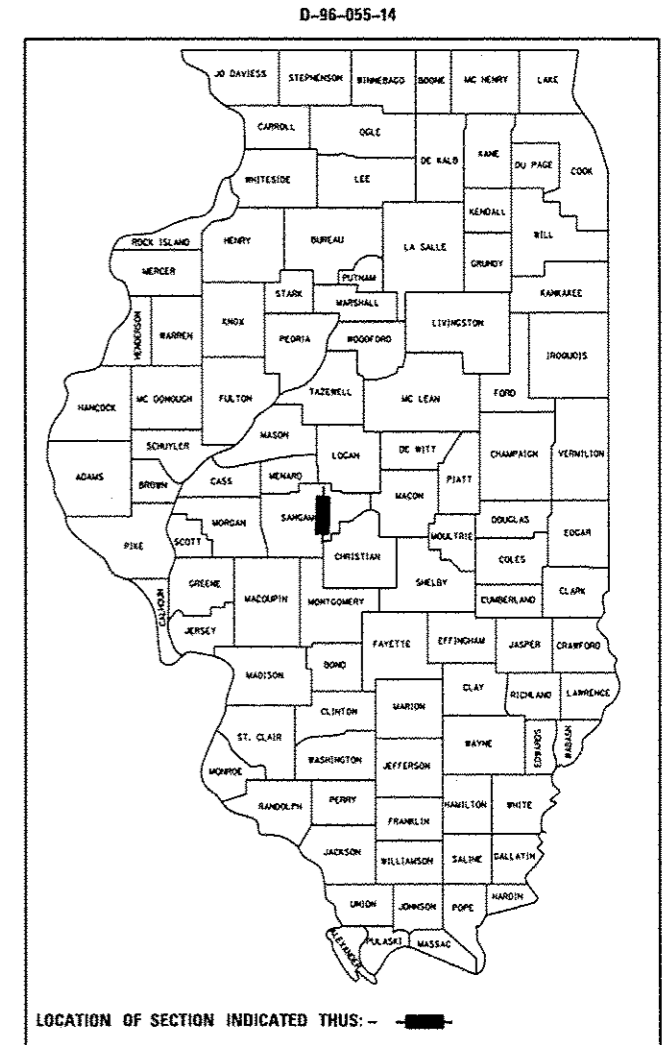 D-96-055-14
JO DAVIESS STEPHENSON WINNEBAGO BOONE MC HENRY LAKE
CARROLL OGLE DE KALB KANE DU PAGE COOK
WHITESIDE LEE
KENDALL WILL
ROCK ISLAND HENRY BUREAU LA SALLE GRUNDY
MERCER PUTNAM
STARK MARSHALL KANKAKEE
HENDERSON WARREN KNOX PEORIA WOODFORD LIVINGSTON IROQUOIS
HANCOCK MC DONOUGH FULTON TAZEWELL MC LEAN FORD
SCHUYLER MASON LOGAN DE WITT CHAMPAIGN VERMILION
ADAMS BROWN CASS MENARD PIATT
MORGAN SANGAM MACON DOUGLAS EDGAR
PIKE SCOTT CHRISTIAN MOULTRIE COLES
GREENE MACOUPIN MONTGOMERY SHELBY CUMBERLAND CLARK
CALHOUN JERSEY FAYETTE EFFINGHAM JASPER CRAWFORD
MADISON BOND CLAY RICHLAND LAWRENCE
CLINTON MARION
ST. CLAIR WAYNE EDWARDS WABASH
MONROE WASHINGTON JEFFERSON
RANDOLPH PERRY HAMILTON WHITE
FRANKLIN
JACKSON WILLIAMSON SALINE GALLATIN
UNION JOHNSON POPE HARDIN
ALEXANDER PULASKI MASSAC
LOCATION OF SECTION INDICATED THUS: -